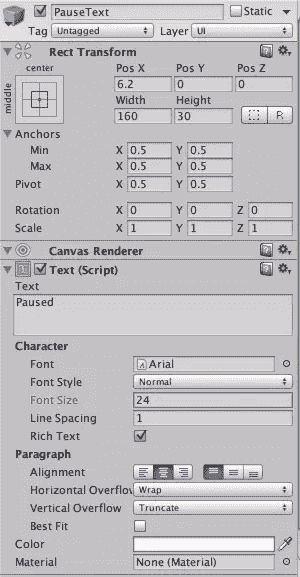 PauseText Static
Tag Untagged Layer UI
Rect Transform
center Pos X Pos Y Pos Z
middle 6.2 0 0
Width Height
160 30 R
Anchors
Min X 0.5 Y 0.5
Max X 0.5 Y 0.5
Pivot X 0.5 Y 0.5
Rotation X 0 Y 0 Z 0
Scale X 1 Y 1 Z 1
Canvas Renderer
Text (Script)
Text
Paused
Character
Font Arial
Font Style Normal
Font Size 24
Line Spacing 1
Rich Text
Paragraph
Alignment
Horizontal Overflow Wrap
Vertical Overflow Truncate
Best Fit
Color
Material None (Material)